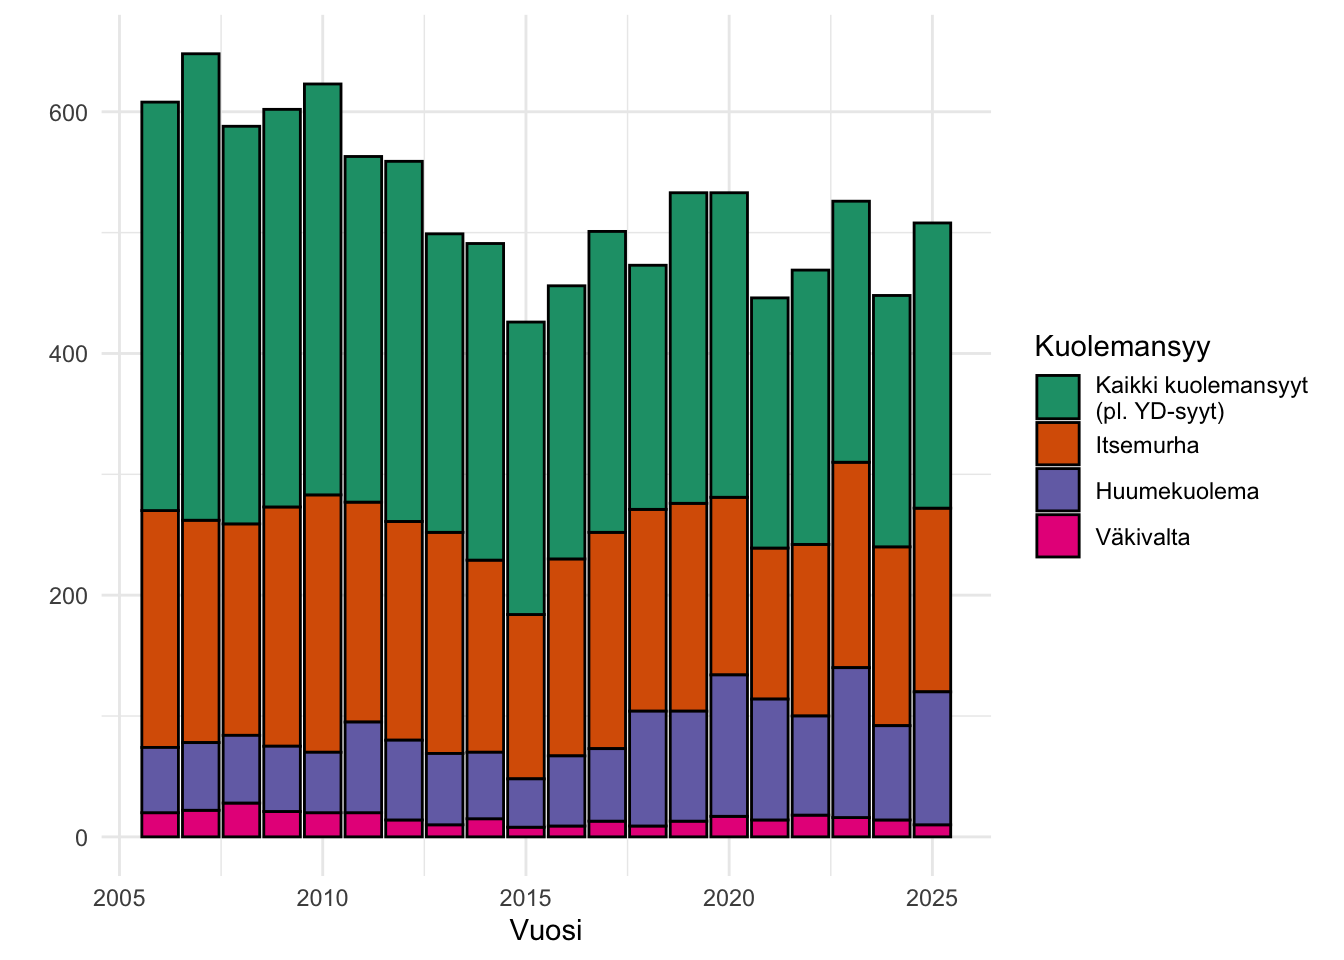 600
400
200
0
2005
2010
2015
2020
2025
Vuosi
Kuolemansyy
Kaikki kuolemansyyt
(pl. YD-syyt)
Itsemurha
Huumekuolema
Väkivalta